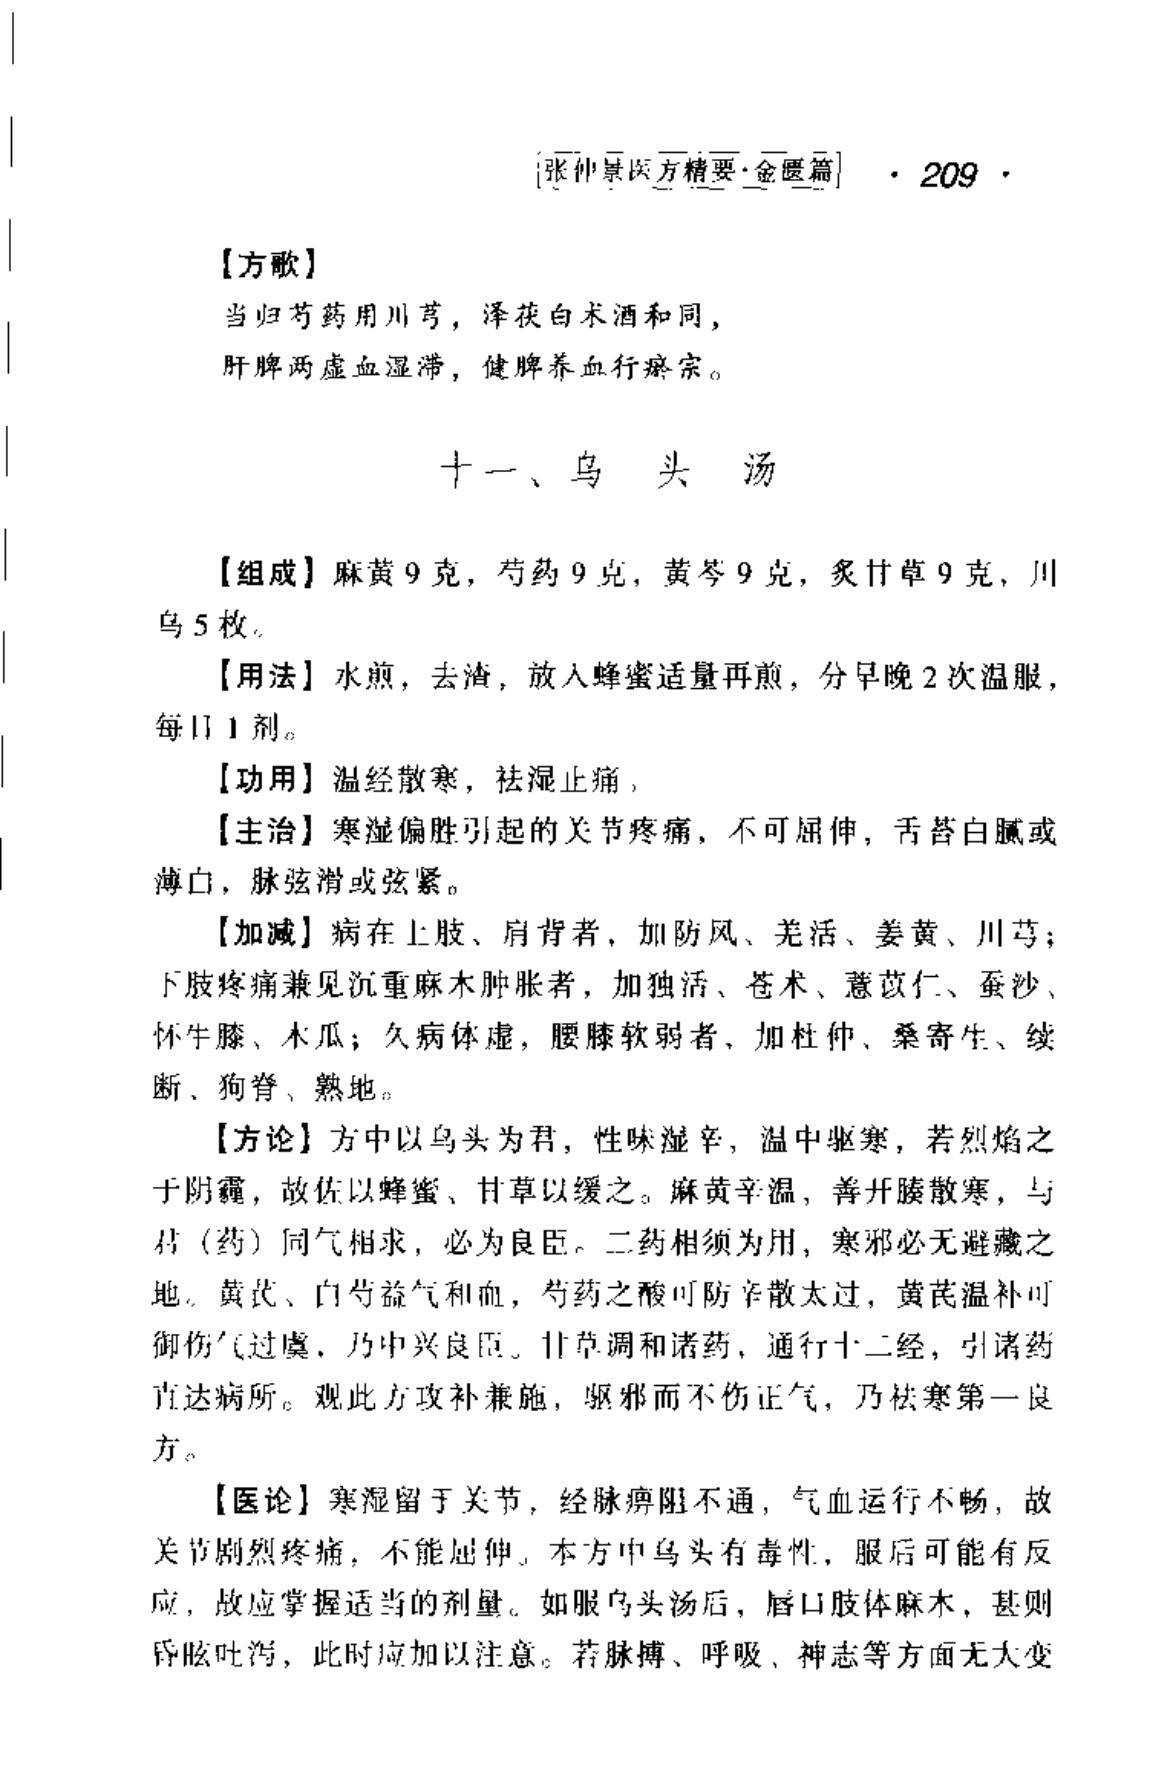 张仲景医方精要·金匮篇 · 209 ·
【方歌】
当归芍药用川芎，泽茯白术酒和同，
肝脾两虚血湿滞，健脾养血行瘀宗。
十一、乌 头 汤
【组成】麻黄9克，芍药9克，黄芩9克，炙甘草9克，川
乌5枚。
【用法】水煎，去渣，放入蜂蜜适量再煎，分早晚2次温服，
每日1剂。
【功用】温经散寒，祛湿止痛。
【主治】寒湿偏胜引起的关节疼痛，不可屈伸，舌苔白腻或
薄白，脉弦滑或弦紧。
【加减】病在上肢、肩背者，加防风、羌活、姜黄、川芎；
下肢疼痛兼见沉重麻木肿胀者，加独活、苍术、薏苡仁、蚕沙、
怀牛膝、木瓜；久病体虚，腰膝软弱者，加杜仲、桑寄生、续
断、狗脊、熟地。
【方论】方中以乌头为君，性味湿辛，温中驱寒，若烈焰之
于阴霾，故佐以蜂蜜、甘草以缓之。麻黄辛温，善开腠散寒，与
君（药）同气相求，必为良臣。二药相须为用，寒邪必无避藏之
地。黄芪、白芍益气和血，芍药之酸可防辛散太过，黄芪温补可
御伤气过虞，乃中兴良臣。甘草调和诸药，通行十二经，引诸药
直达病所。观此方攻补兼施，驱邪而不伤正气，乃祛寒第一良
方。
【医论】寒湿留于关节，经脉痹阻不通，气血运行不畅，故
关节剧烈疼痛，不能屈伸。本方中乌头有毒性，服后可能有反
应，故应掌握适当的剂量。如服乌头汤后，唇口肢体麻木，甚则
昏眩吐泻，此时应加以注意。若脉搏、呼吸、神志等方面无大变